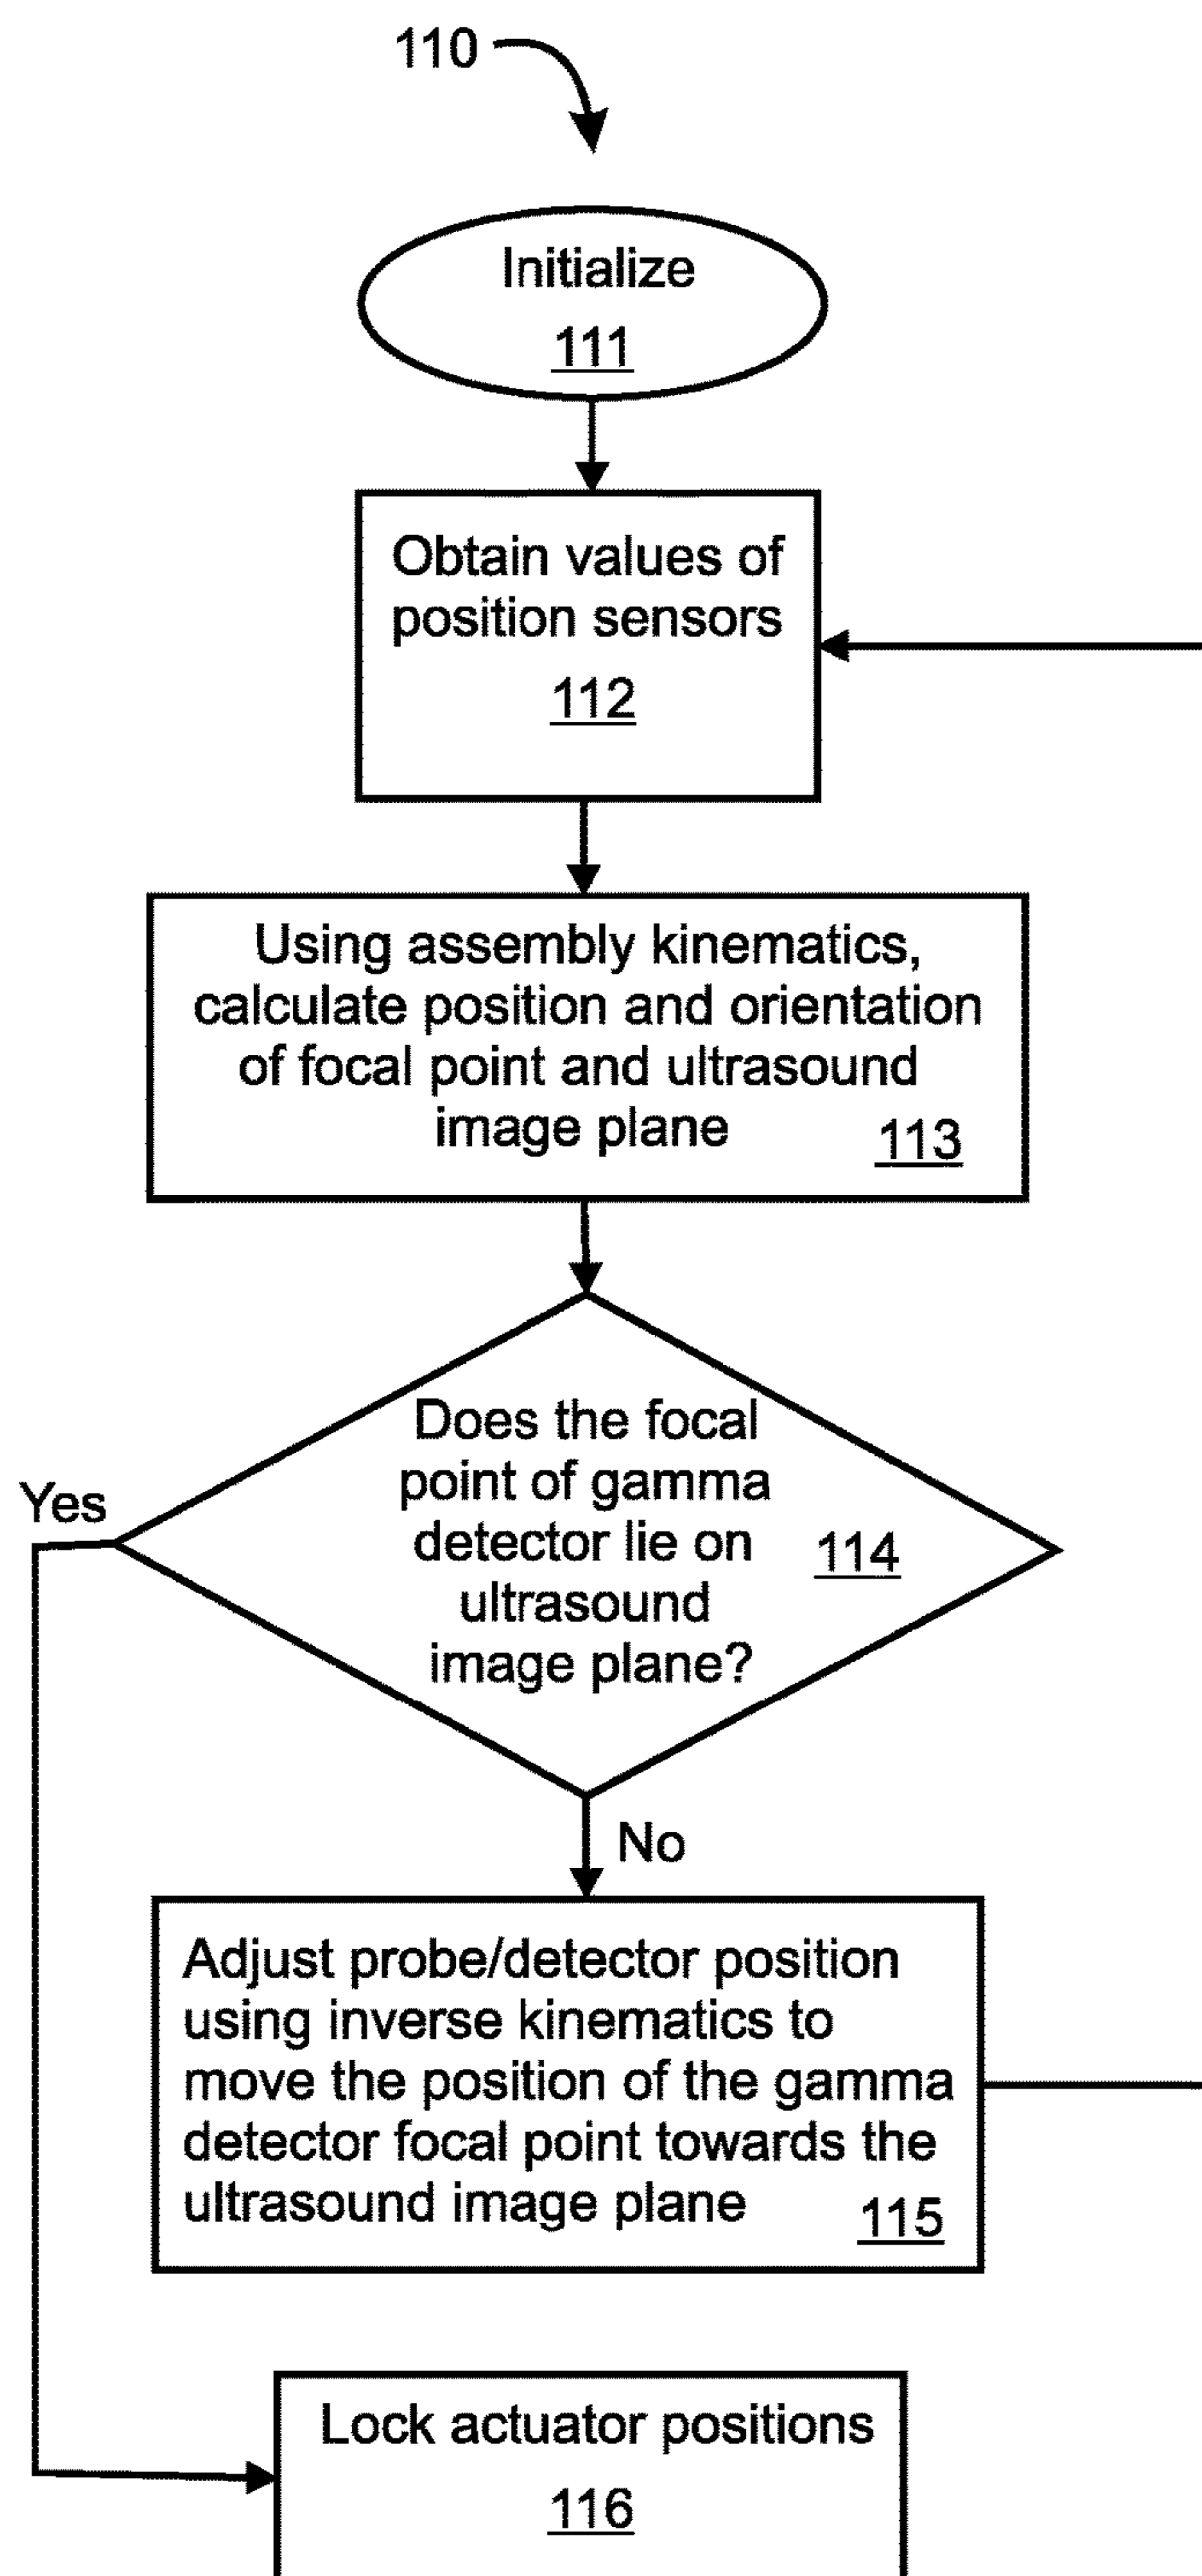 110
Initialize
111
Obtain values of
position sensors
112
Using assembly kinematics,
calculate position and orientation
of focal point and ultrasound
image plane
113
Does the focal
point of gamma
detector lie on
ultrasound
image plane?
114
Yes
No
Adjust probe/detector position
using inverse kinematics to
move the position of the gamma
detector focal point towards the
ultrasound image plane
115
Lock actuator positions
116